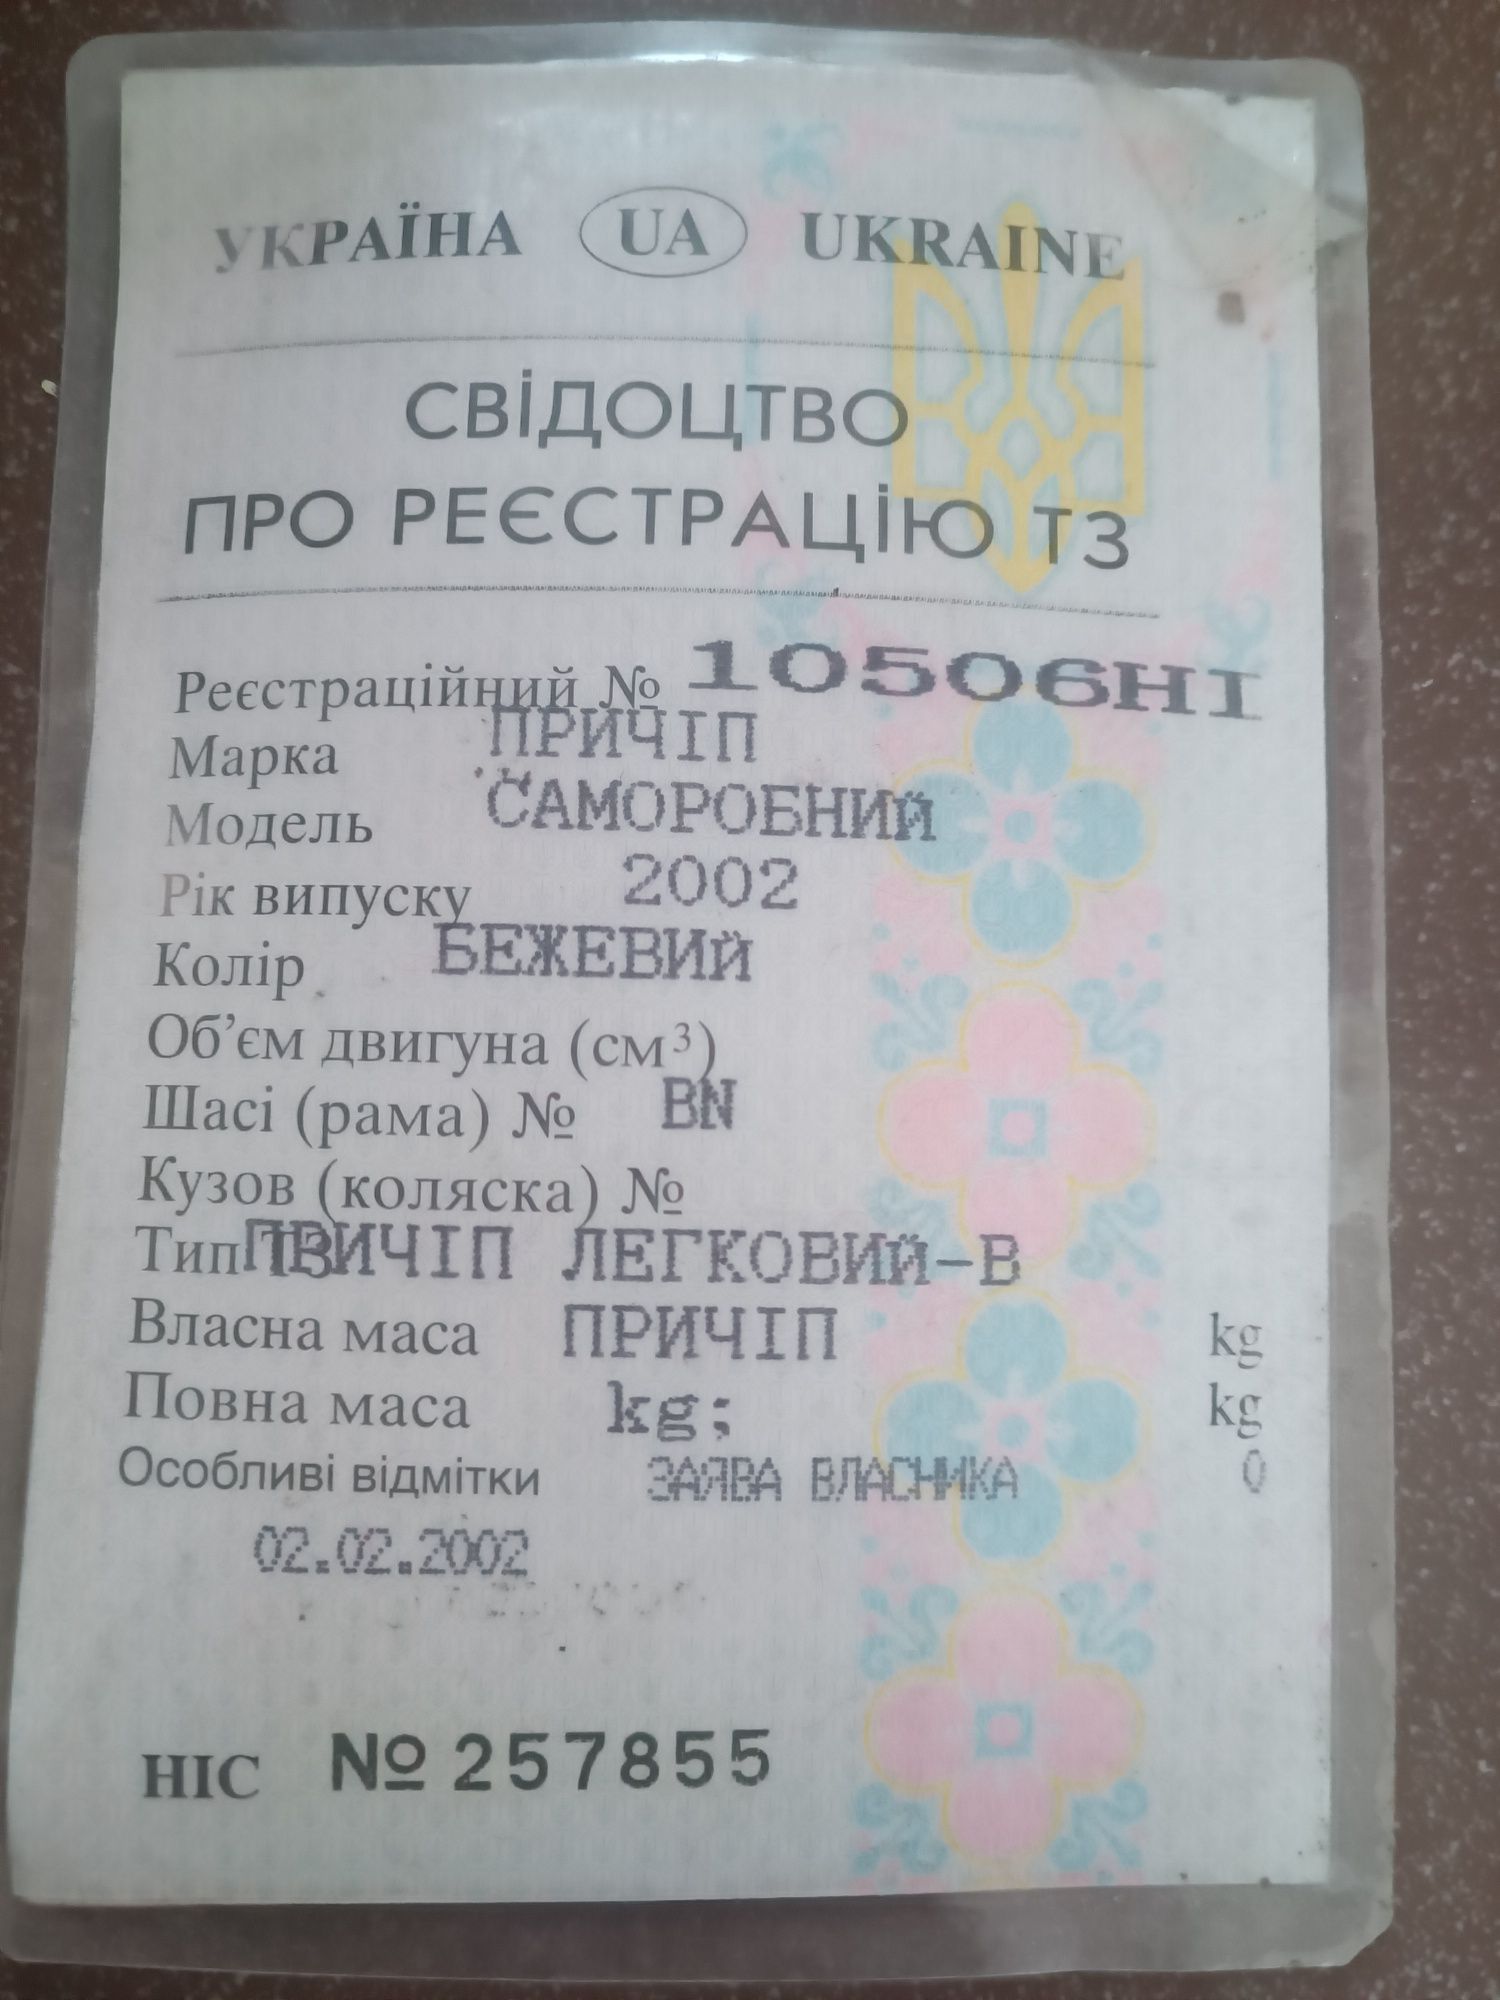 УКРАЇНА UA UKRAINE
СВІДОЦТВО
ПРО РЕЄСТРАЦІЮ ТЗ
Реєстраційний № 10506НІ
Марка ПРИЧІП
Модель САМОРОБНИЙ
Рік випуску 2002
Колір БЕЖЕВИЙ
Об’єм двигуна (см³)
Шасі (рама) № BN
Кузов (коляска) №
Тип ТЗ ПРИЧІП ЛЕГКОВИЙ-В
Власна маса ПРИЧІП kg
Повна маса kg; kg
Особливі відмітки ЗАЯВА ВЛАСНИКА 0
02.02.2002
НІС № 257855